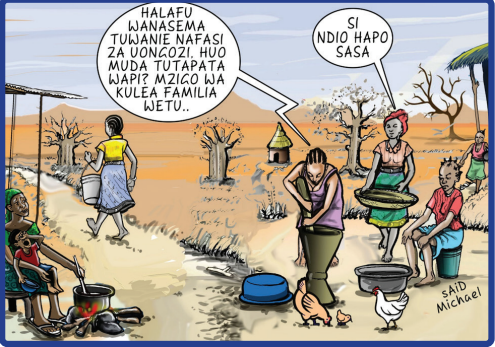 HALAFU
WANASEMA
TUWANIE NAFASI
ZA UONGOZI. HUO
MUDA TUTAPATA
WAPI? MZIGO WA
KULEA FAMILIA
WETU..
SI
NDIO HAPO
SASA
SAID
Michael